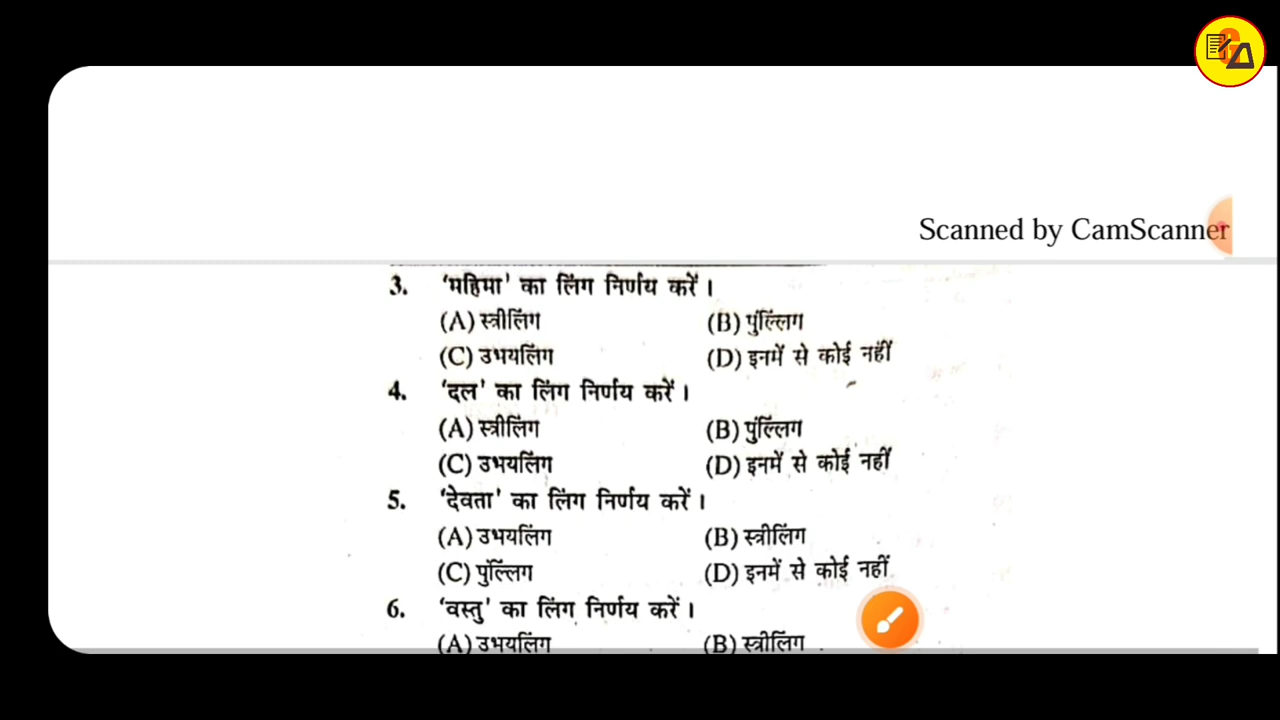 Scanned by CamScanner
3. 'महिमा' का लिंग निर्णय करें।
(A) स्त्रीलिंग (B) पुंल्लिंग
(C) उभयलिंग (D) इनमें से कोई नहीं
4. 'दल' का लिंग निर्णय करें।
(A) स्त्रीलिंग (B) पुंल्लिंग
(C) उभयलिंग (D) इनमें से कोई नहीं
5. 'देवता' का लिंग निर्णय करें।
(A) उभयलिंग (B) स्त्रीलिंग
(C) पुंल्लिंग (D) इनमें से कोई नहीं
6. 'वस्तु' का लिंग निर्णय करें।
(A) उभयलिंग (B) स्त्रीलिंग